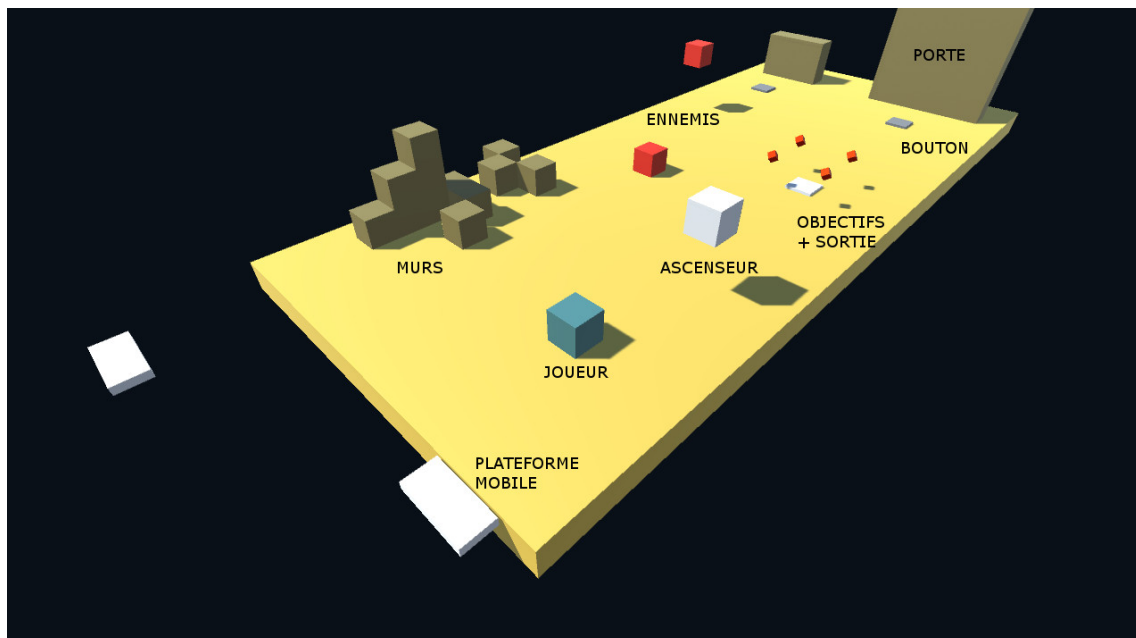 PORTE
ENNEMIS
BOUTON
OBJECTIFS
+ SORTIE
MURS
ASCENSEUR
JOUEUR
PLATEFORME
MOBILE